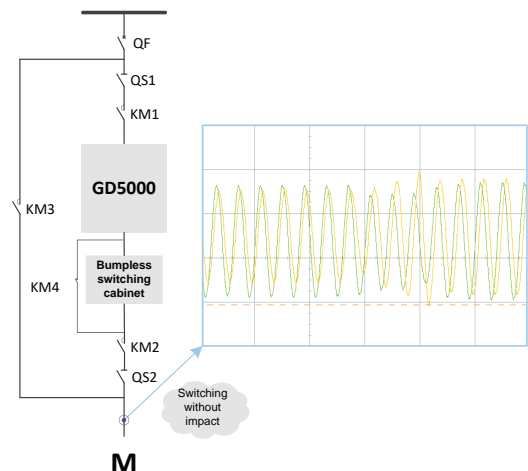 QF
QS1
KM1
GD5000
KM3
Bumpless
switching
cabinet
KM4
KM2
QS2
Switching
without
impact
M